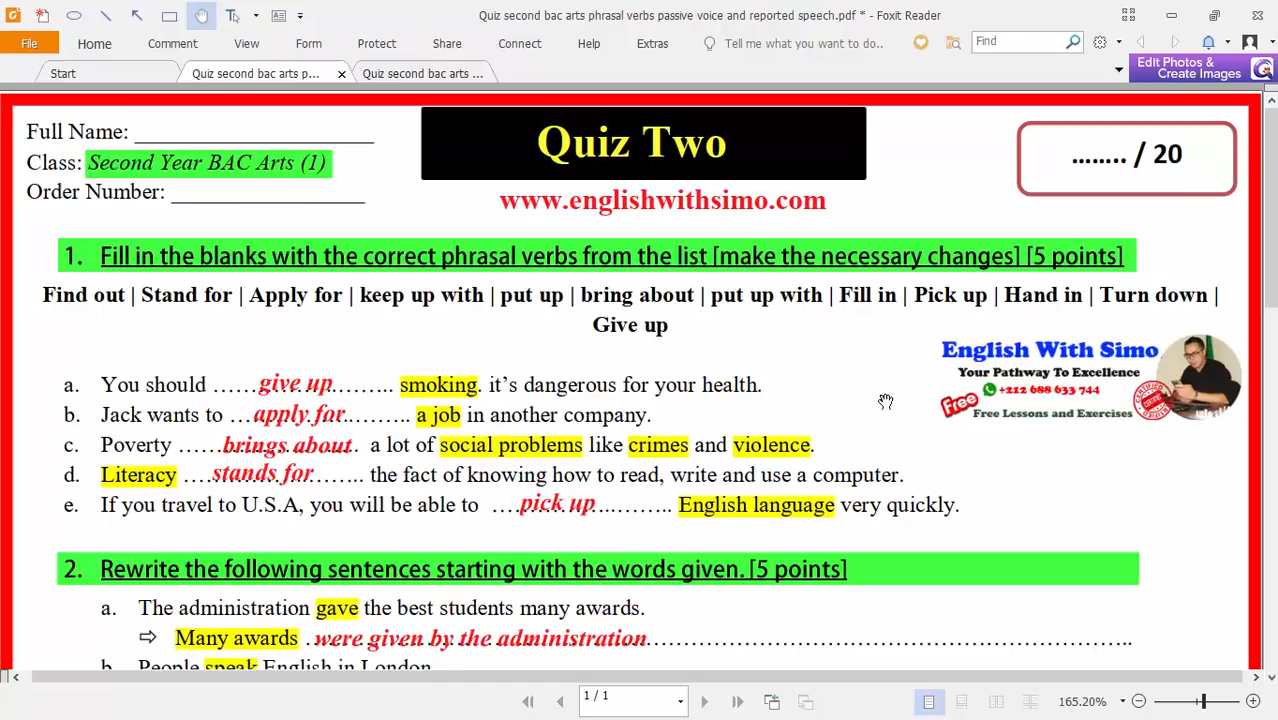 Quiz second bac arts phrasal verbs passive voice and reported speech.pdf * - Foxit Reader
File Home Comment View Form Protect Share Connect Help Extras Tell me what you want to do.. Find
Edit Photos &
Create Images
Start Quiz second bac arts p... Quiz second bac arts ...
Full Name: ____________________
Class: Second Year BAC Arts (1)
Order Number: ________________
Quiz Two
www.englishwithsimo.com
…….. / 20
1. Fill in the blanks with the correct phrasal verbs from the list [make the necessary changes] [5 points]
Find out | Stand for | Apply for | keep up with | put up | bring about | put up with | Fill in | Pick up | Hand in | Turn down |
Give up
English With Simo
Your Pathway To Excellence
+212 688 633 744
Free Free Lessons and Exercises
a. You should ……give up……….. smoking. it’s dangerous for your health.
b. Jack wants to …apply for……….. a job in another company.
c. Poverty ……brings about. a lot of social problems like crimes and violence.
d. Literacy ….stands for…….. the fact of knowing how to read, write and use a computer.
e. If you travel to U.S.A, you will be able to ….pick up……….. English language very quickly.
2. Rewrite the following sentences starting with the words given. [5 points]
a. The administration gave the best students many awards.
⇨ Many awards .were given by the administration…………………………………………………..
b. People speak English in London.
1 / 1
165.20%